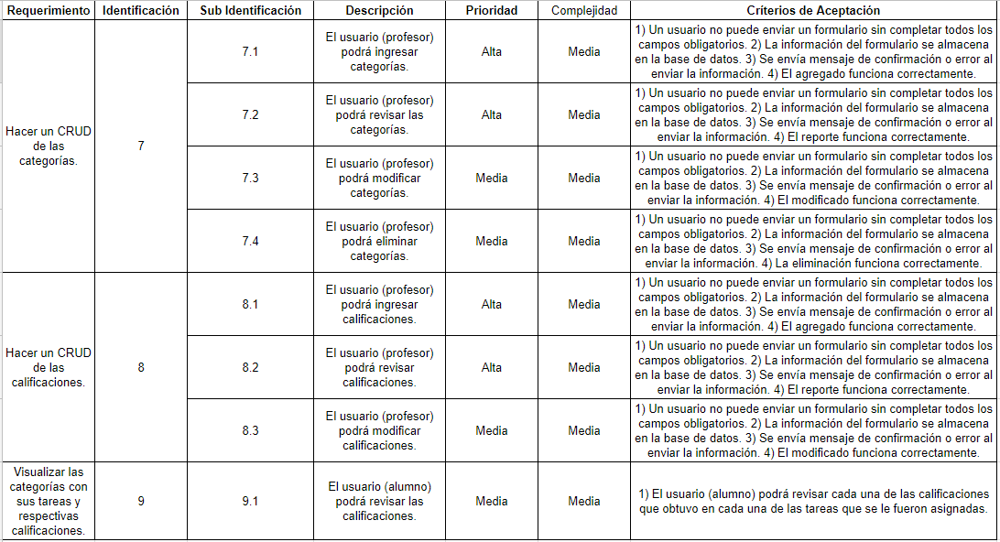 Requerimiento Identificación Sub Identificación Descripción Prioridad Complejidad Críterios de Aceptación
Hacer un CRUD
de las
categorías.
7
7.1
El usuario (profesor)
podrá ingresar
categorías.
Alta
Media
1) Un usuario no puede enviar un formulario sin completar todos los
campos obligatorios. 2) La información del formulario se almacena
en la base de datos. 3) Se envía mensaje de confirmación o error al
enviar la información. 4) El agregado funciona correctamente.
7.2
El usuario (profesor)
podrá revisar las
categorías.
Alta
Media
1) Un usuario no puede enviar un formulario sin completar todos los
campos obligatorios. 2) La información del formulario se almacena
en la base de datos. 3) Se envía mensaje de confirmación o error al
enviar la información. 4) El reporte funciona correctamente.
7.3
El usuario (profesor)
podrá modificar
categorías.
Media
Media
1) Un usuario no puede enviar un formulario sin completar todos los
campos obligatorios. 2) La información del formulario se almacena
en la base de datos. 3) Se envía mensaje de confirmación o error al
enviar la información. 4) El modificado funciona correctamente.
7.4
El usuario (profesor)
podrá eliminar
categorías.
Media
Media
1) Un usuario no puede enviar un formulario sin completar todos los
campos obligatorios. 2) La información del formulario se almacena
en la base de datos. 3) Se envía mensaje de confirmación o error al
enviar la información. 4) La eliminación funciona correctamente.
Hacer un CRUD
de las
calificaciones.
8
8.1
El usuario (profesor)
podrá ingresar
calificaciones.
Alta
Media
1) Un usuario no puede enviar un formulario sin completar todos los
campos obligatorios. 2) La información del formulario se almacena
en la base de datos. 3) Se envía mensaje de confirmación o error al
enviar la información. 4) El agregado funciona correctamente.
8.2
El usuario (profesor)
podrá revisar
calificaciones.
Alta
Media
1) Un usuario no puede enviar un formulario sin completar todos los
campos obligatorios. 2) La información del formulario se almacena
en la base de datos. 3) Se envía mensaje de confirmación o error al
enviar la información. 4) El reporte funciona correctamente.
8.3
El usuario (profesor)
podrá modificar
calificaciones.
Media
Media
1) Un usuario no puede enviar un formulario sin completar todos los
campos obligatorios. 2) La información del formulario se almacena
en la base de datos. 3) Se envía mensaje de confirmación o error al
enviar la información. 4) El modificado funciona correctamente.
Visualizar las
categorías con
sus tareas y
respectivas
calificaciones.
9
9.1
El usuario (alumno)
podrá revisar las
calificaciones.
Media
Media
1) El usuario (alumno) podrá revisar cada una de las calificaciones
que obtuvo en cada una de las tareas que se le fueron asignadas.